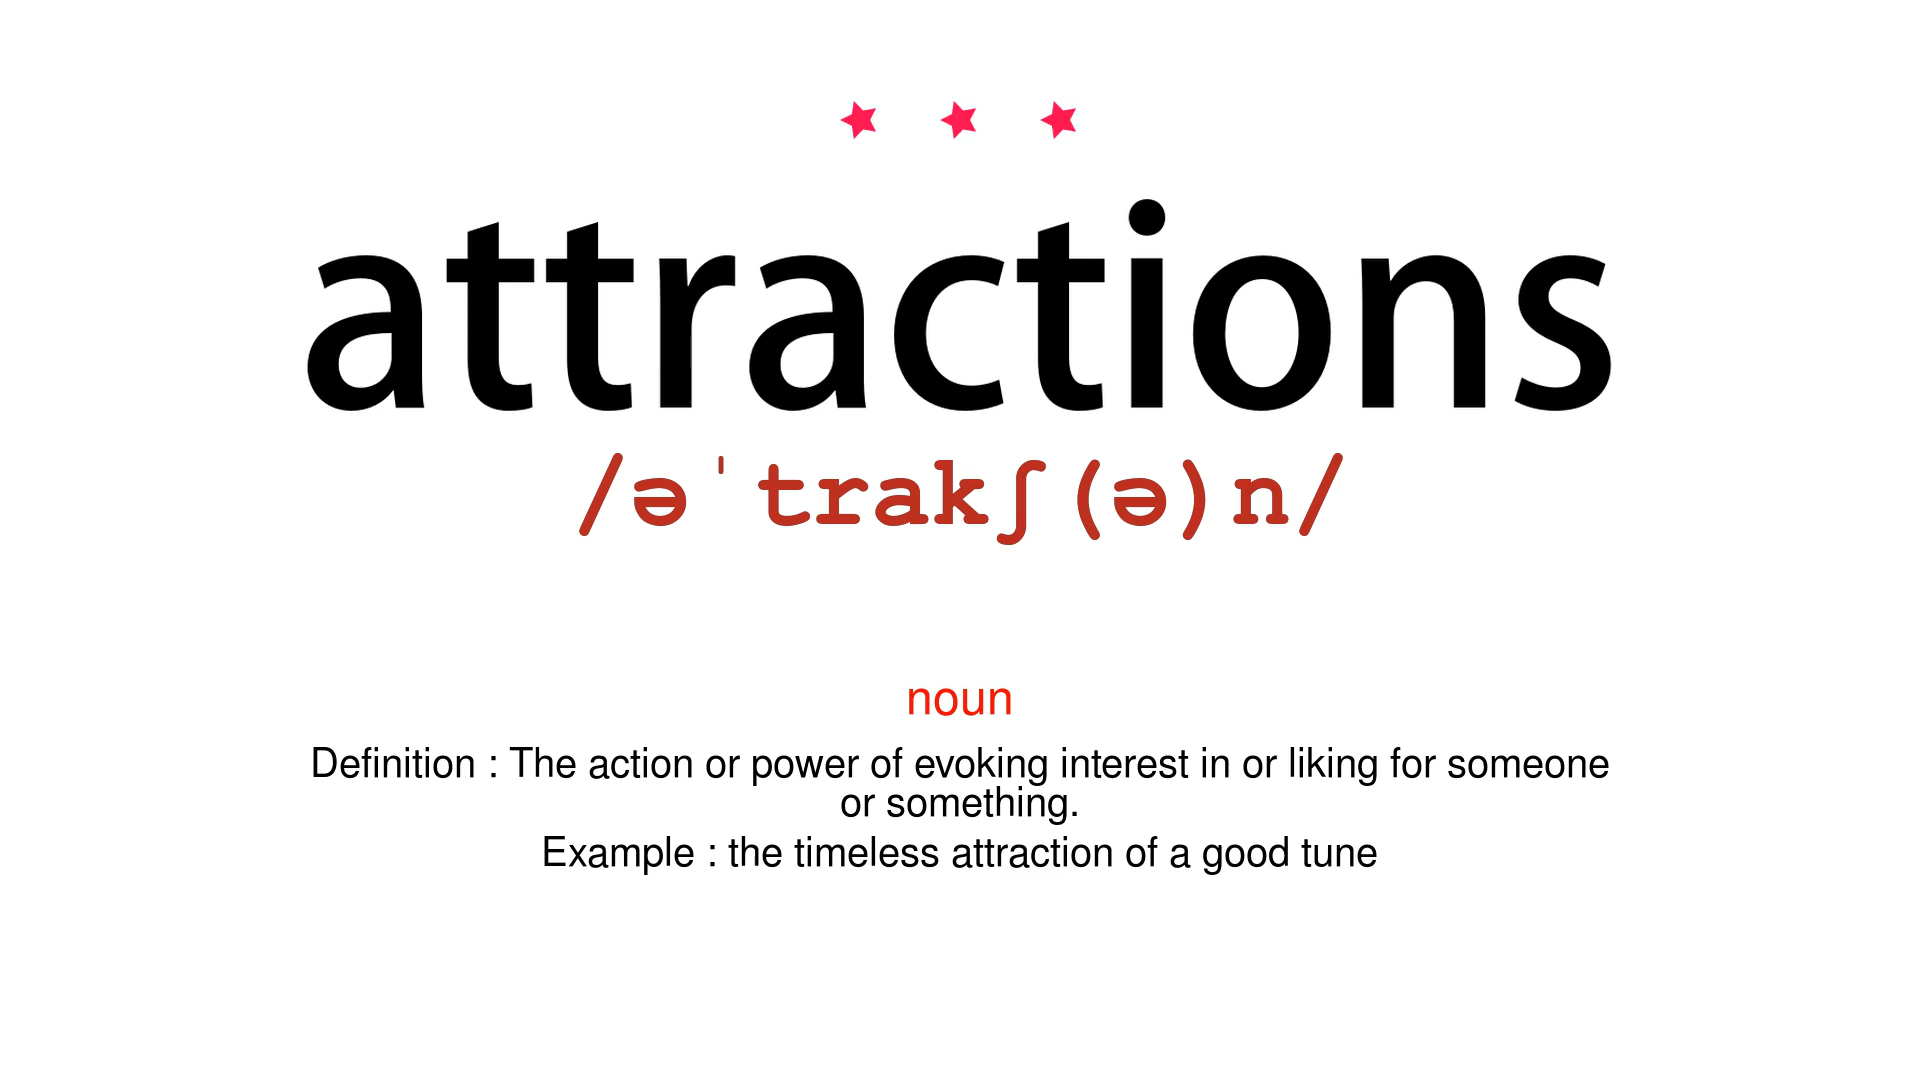 attractions
/əˈtrakʃ(ə)n/
noun
Definition : The action or power of evoking interest in or liking for someone
or something.
Example : the timeless attraction of a good tune